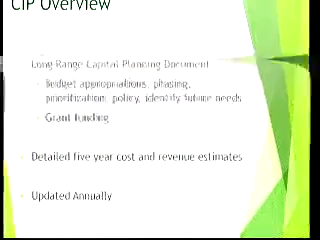 CIP Overview
Long Range Capital Planning Document
Budget appropriations, phasing,
prioritization, policy, identify future needs
Grant funding
Detailed five year cost and revenue estimates
Updated Annually